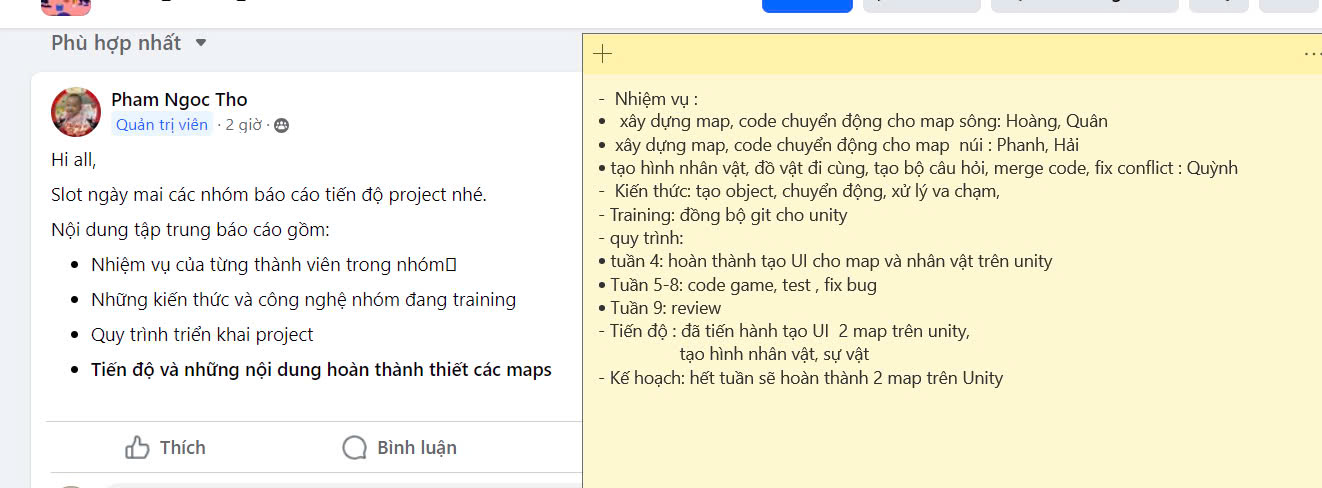 Phù hợp nhất
Pham Ngoc Tho
Quản trị viên · 2 giờ ·
Hi all,
Slot ngày mai các nhóm báo cáo tiến độ project nhé.
Nội dung tập trung báo cáo gồm:
• Nhiệm vụ của từng thành viên trong nhóm
• Những kiến thức và công nghệ nhóm đang training
• Quy trình triển khai project
• Tiến độ và những nội dung hoàn thành thiết các maps
Thích
Bình luận
- Nhiệm vụ :
• xây dựng map, code chuyển động cho map sông: Hoàng, Quân
• xây dựng map, code chuyển động cho map núi : Phanh, Hải
• tạo hình nhân vật, đồ vật đi cùng, tạo bộ câu hỏi, merge code, fix conflict : Quỳnh
- Kiến thức: tạo object, chuyển động, xử lý va chạm,
- Training: đồng bộ git cho unity
- quy trình:
• tuần 4: hoàn thành tạo UI cho map và nhân vật trên unity
• Tuần 5-8: code game, test , fix bug
• Tuần 9: review
- Tiến độ : đã tiến hành tạo UI 2 map trên unity,
tạo hình nhân vật, sự vật
- Kế hoạch: hết tuần sẽ hoàn thành 2 map trên Unity